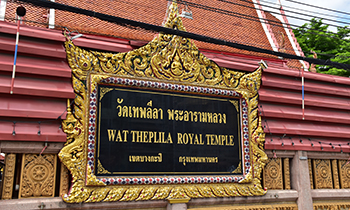 วัดเทพลีลา พระอารามหลวง
WAT THEPLILA ROYAL TEMPLE
เขตบางกะปิ กรุงเทพมหานคร